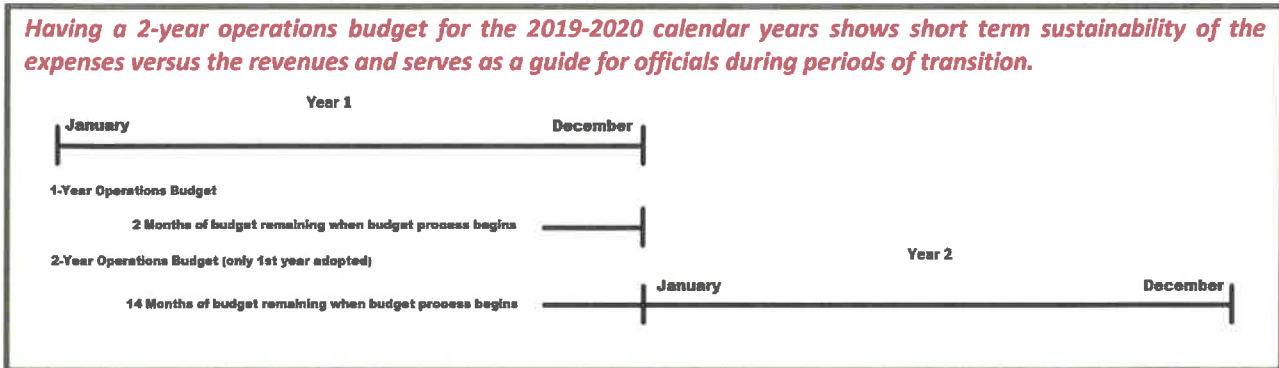 Having a 2-year operations budget for the 2019-2020 calendar years shows short term sustainability of the
expenses versus the revenues and serves as a guide for officials during periods of transition.
Year 1
January December
1-Year Operations Budget
2 Months of budget remaining when budget process begins
2-Year Operations Budget (only 1st year adopted)
Year 2
14 Months of budget remaining when budget process begins
January December